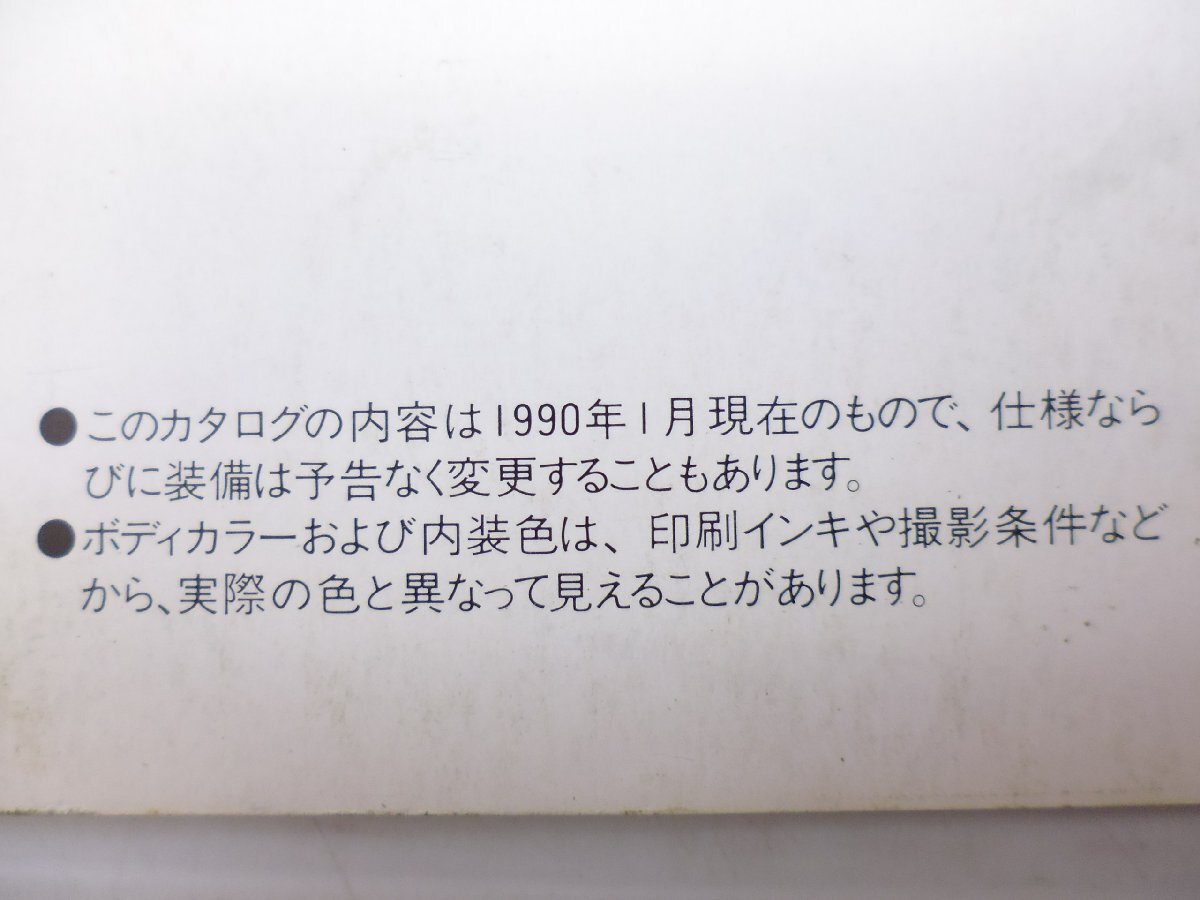 ●このカタログの内容は1990年1月現在のもので、仕様なら
びに装備は予告なく変更することもあります。
●ボディカラーおよび内装色は、印刷インキや撮影条件など
から、実際の色と異なって見えることがあります。